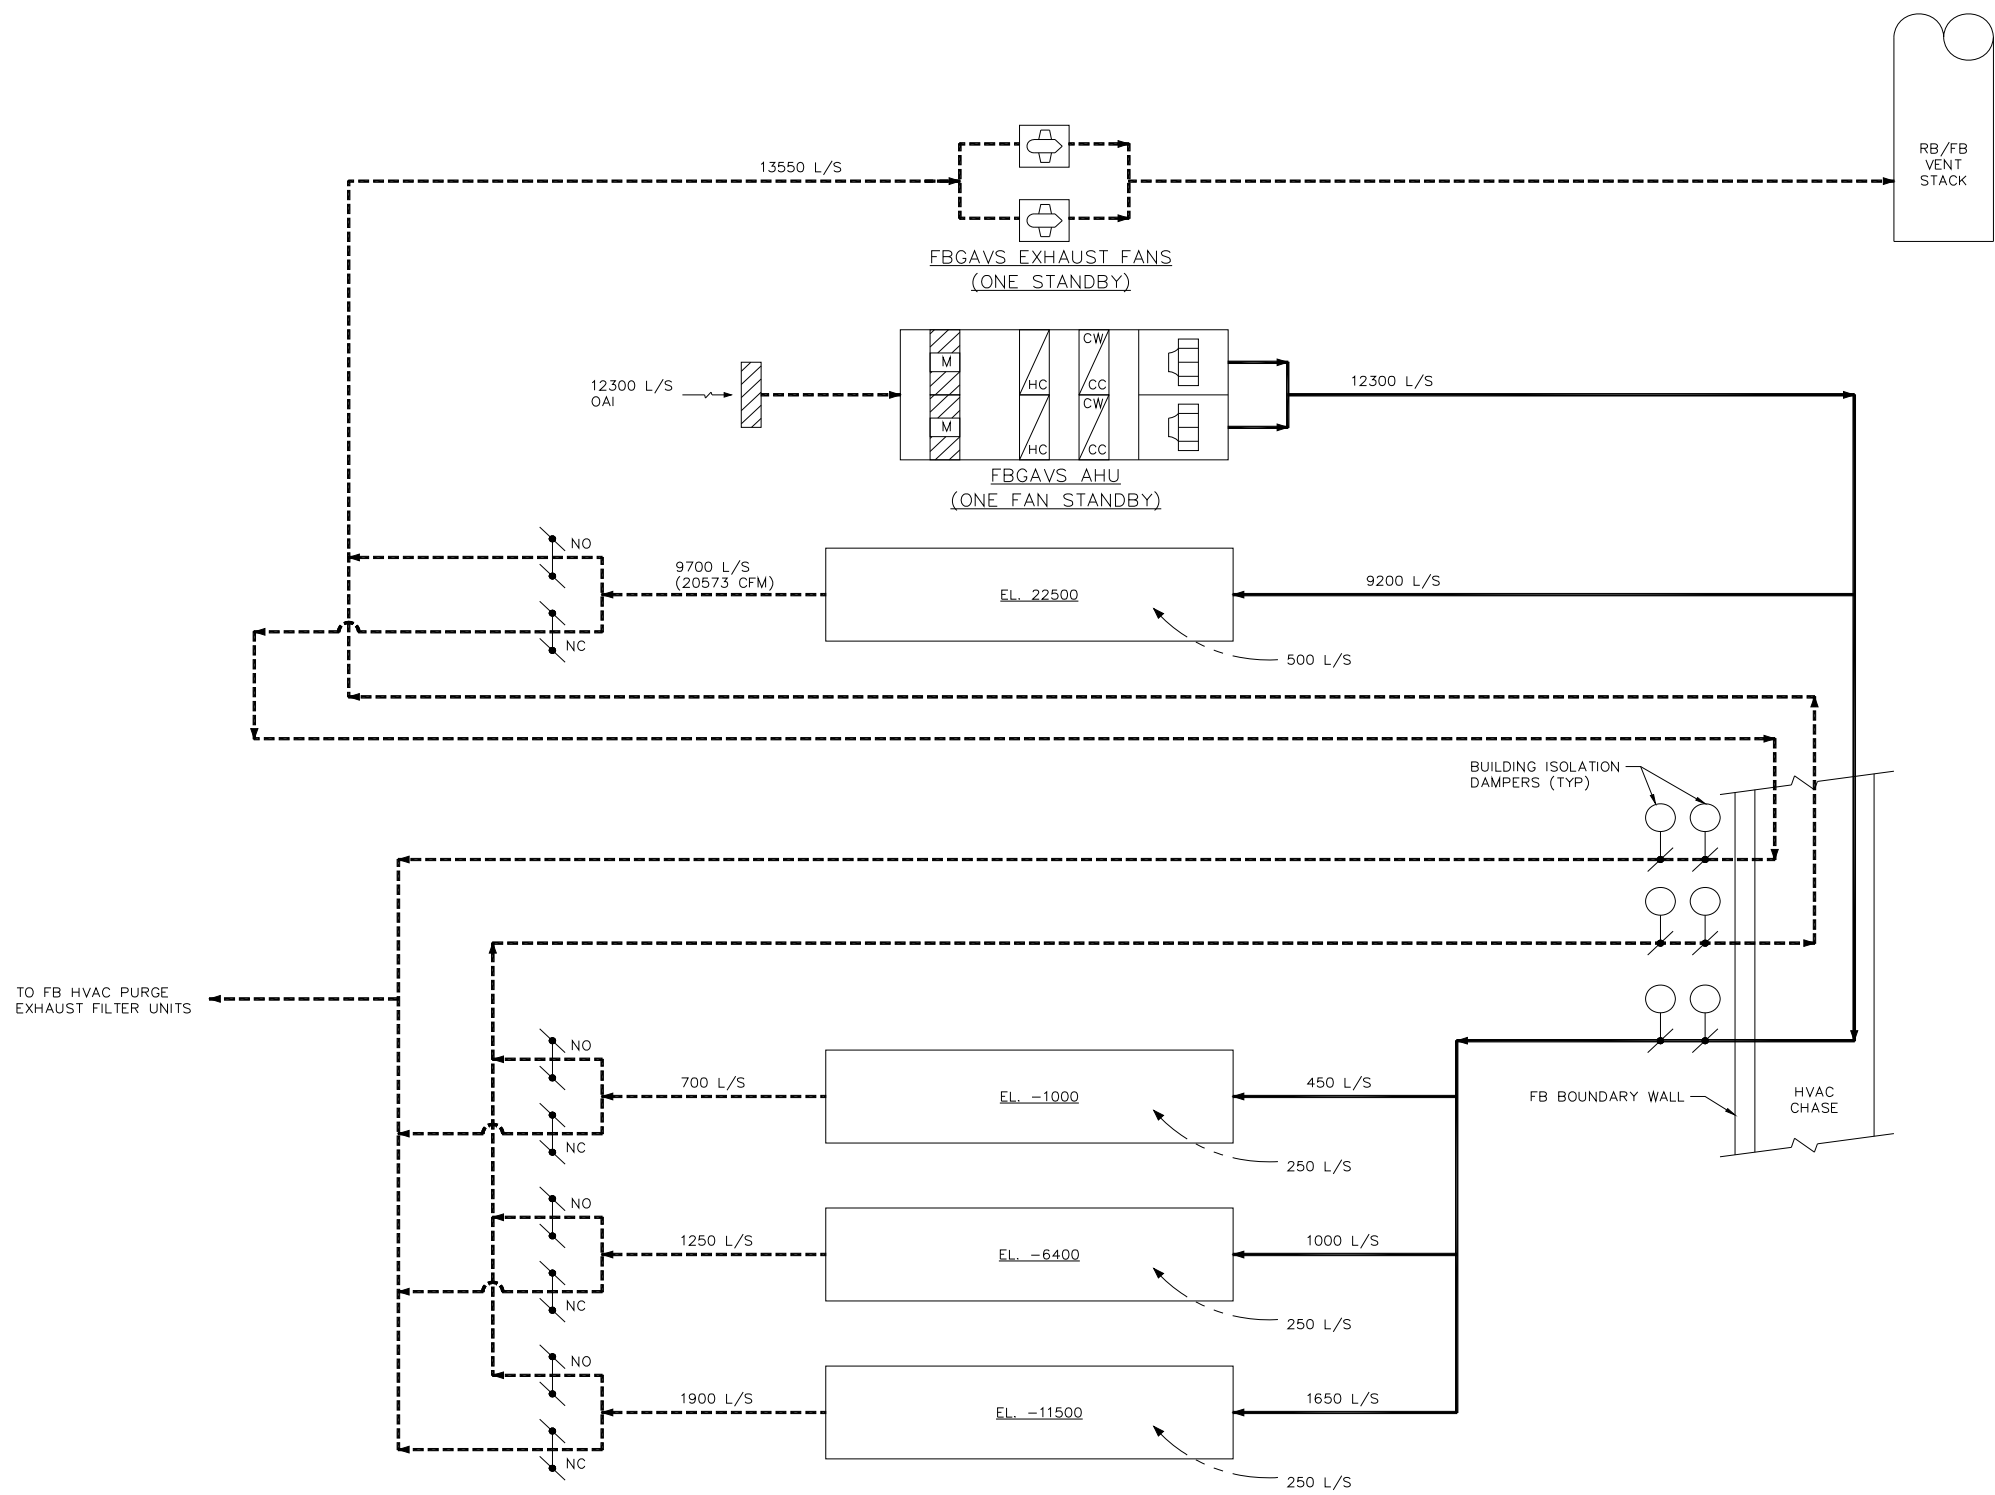 RB/FB
VENT
STACK
13550 L/S
FBGAVS EXHAUST FANS
(ONE STANDBY)
12300 L/S
OAI
M
HC
CW
CC
M
HC
CW
CC
12300 L/S
FBGAVS AHU
(ONE FAN STANDBY)
NO
9700 L/S
(20573 CFM)
EL. 22500
9200 L/S
NC
500 L/S
BUILDING ISOLATION
DAMPERS (TYP)
TO FB HVAC PURGE
EXHAUST FILTER UNITS
NO
700 L/S
EL. -1000
450 L/S
FB BOUNDARY WALL
HVAC
CHASE
NC
250 L/S
NO
1250 L/S
EL. -6400
1000 L/S
NC
250 L/S
NO
1900 L/S
EL. -11500
1650 L/S
NC
250 L/S